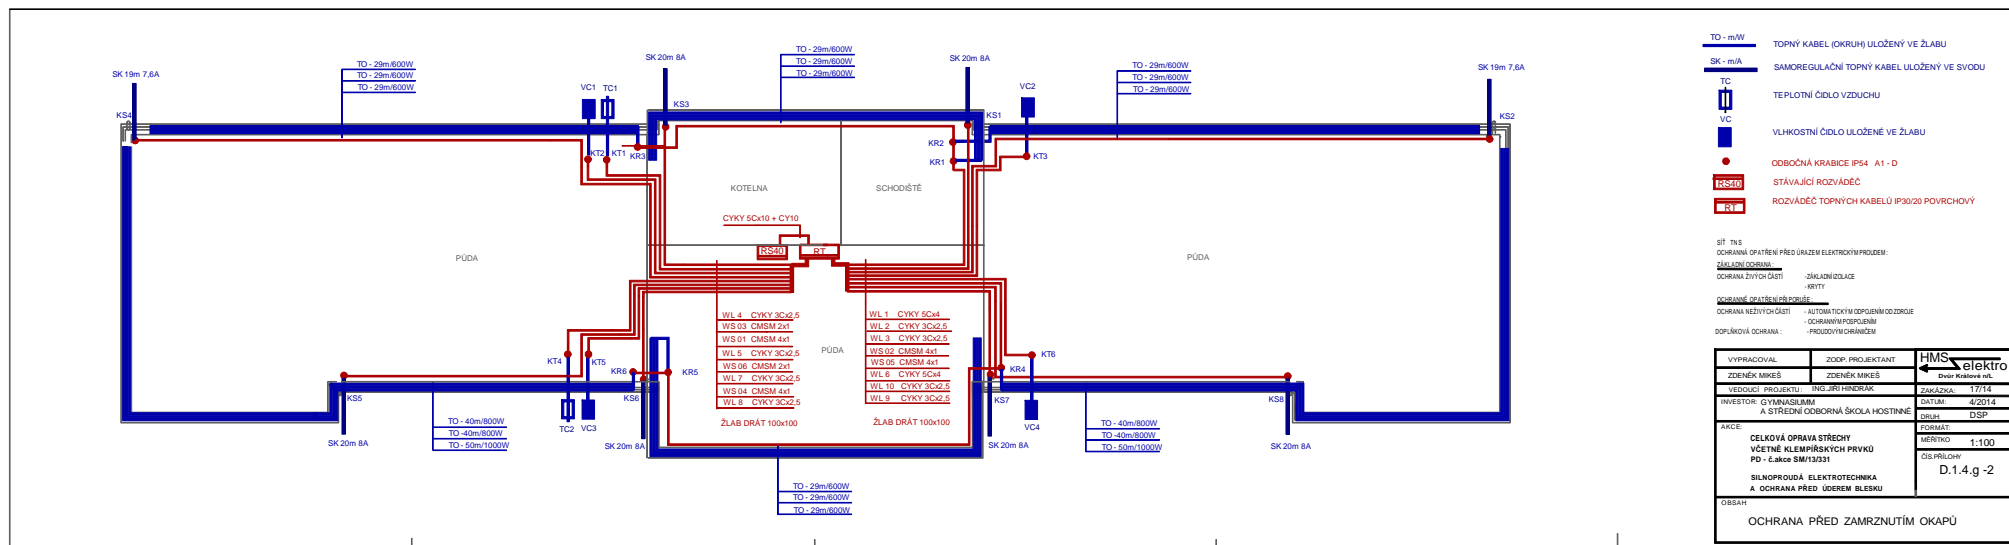 SK 19m 7,6A
KS4
TO - 29m/600W
TO - 29m/600W
TO - 29m/600W
VC1
TC1
SK 20m 8A
KS3
TO - 29m/600W
TO - 29m/600W
TO - 29m/600W
SK 20m 8A
KS1
VC2
TO - 29m/600W
TO - 29m/600W
TO - 29m/600W
SK 19m 7,6A
KS2
KT2
KT1
KR3
KR2
KR1
KT3
KOTELNA
SCHODIŠTĚ
CYKY 5Cx10 + CY10
RS40
RT
PŮDA
PŮDA
PŮDA
WL 4 CYKY 3Cx2,5
WS 03 CMSM 2x1
WS 01 CMSM 4x1
WL 5 CYKY 3Cx2,5
WS 06 CMSM 2x1
WL 7 CYKY 3Cx2,5
WS 04 CMSM 4x1
WL 8 CYKY 3Cx2,5
ŽLAB DRÁT 100x100
WL 1 CYKY 5Cx4
WL 2 CYKY 3Cx2,5
WL 3 CYKY 3Cx2,5
WS 02 CMSM 4x1
WS 05 CMSM 4x1
WL 6 CYKY 5Cx4
WL 10 CYKY 3Cx2,5
WL 9 CYKY 3Cx2,5
ŽLAB DRÁT 100x100
KT4
KT5
KR6
KR5
KS5
KS6
TC2
VC3
SK 20m 8A
SK 20m 8A
TO - 40m/800W
TO -40m/800W
TO - 50m/1000W
TO - 29m/600W
TO - 29m/600W
TO - 29m/600W
KT6
KR4
KS7
KS8
VC4
SK 20m 8A
SK 20m 8A
TO - 40m/800W
TO -40m/800W
TO - 50m/1000W
TO - m/W
TOPNÝ KABEL (OKRUH) ULOŽENÝ VE ŽLABU
SK - m/A
SAMOREGULAČNÍ TOPNÝ KABEL ULOŽENÝ VE SVODU
TC
TEPLOTNÍ ČIDLO VZDUCHU
VC
VLHKOSTNÍ ČIDLO ULOŽENÉ VE ŽLABU
ODBOČNÁ KRABICE IP54 A1 - D
RS40
STÁVAJÍCÍ ROZVÁDĚČ
RT
ROZVÁDĚČ TOPNÝCH KABELŮ IP30/20 POVRCHOVÝ
SÍŤ TN S
OCHRANNÁ OPATŘENÍ PŘED ÚRAZEM ELEKTRICKÝM PROUDEM :
ZÁKLADNÍ OCHRANA :
OCHRANA ŽIVÝCH ČÁSTÍ - ZÁKLADNÍ IZOLACE
- KRYTY
OCHRANNÉ OPATŘENÍ PŘI PORUŠE :
OCHRANA NEŽIVÝCH ČÁSTÍ - AUTOMATICKÝM ODPOJENÍM OD ZDROJE
- OCHRANNÝM POSPOJENÍM
DOPLŇKOVÁ OCHRANA : - PROUDOVÝM CHRÁNIČEM
VYPRACOVAL
ZODP. PROJEKTANT
HMS elektro
Dvůr Králové n/L.
ZDENĚK MIKEŠ
ZDENĚK MIKEŠ
VEDOUCÍ PROJEKTU : ING.JIŘÍ HINDRÁK
ZAKÁZKA: 17/14
INVESTOR: GYMNASIUMM
A STŘEDNÍ ODBORNÁ ŠKOLA HOSTINNÉ
DATUM: 4/2014
DRUH: DSP
AKCE:
FORMÁT:
CELKOVÁ OPRAVA STŘECHY
VČETNĚ KLEMPÍŘSKÝCH PRVKŮ
PD - č.akce SM/13/331
MĚŘÍTKO 1:100
ČÍS.PŘÍLOHY
D.1.4.g -2
SILNOPROUDÁ ELEKTROTECHNIKA
A OCHRANA PŘED ÚDEREM BLESKU
OBSAH
OCHRANA PŘED ZAMRZNUTÍM OKAPŮ